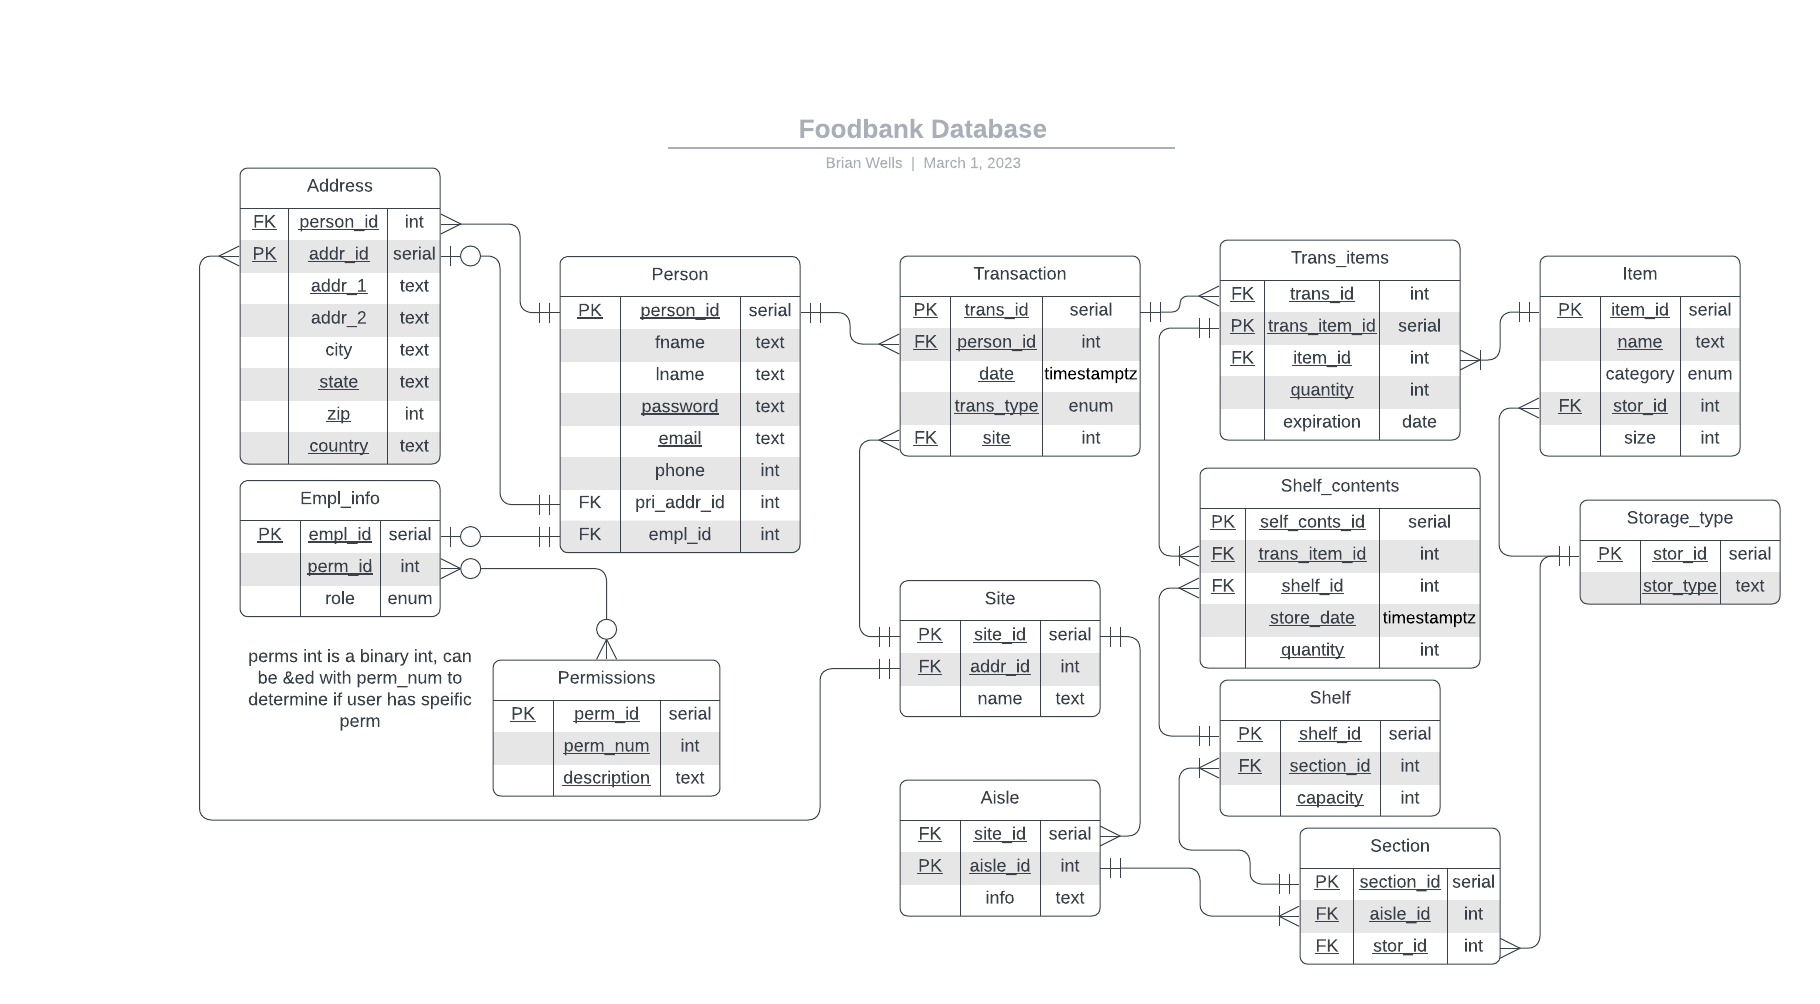 Foodbank Database
Brian Wells | March 1, 2023
Address
FK person_id int
PK addr_id serial
addr_1 text
addr_2 text
city text
state text
zip int
country text
Empl_info
PK empl_id serial
perm_id int
role enum
perms int is a binary int, can
be &ed with perm_num to
determine if user has speific
perm
Person
PK person_id serial
fname text
lname text
password text
email text
phone int
FK pri_addr_id int
FK empl_id int
Permissions
PK perm_id serial
perm_num int
description text
Transaction
PK trans_id serial
FK person_id int
date timestamptz
trans_type enum
FK site int
Site
PK site_id serial
FK addr_id int
name text
Aisle
FK site_id serial
PK aisle_id int
info text
Trans_items
FK trans_id int
PK trans_item_id serial
FK item_id int
quantity int
expiration date
Shelf_contents
PK self_conts_id serial
FK trans_item_id int
FK shelf_id int
store_date timestamptz
quantity int
Shelf
PK shelf_id serial
FK section_id int
capacity int
Section
PK section_id serial
FK aisle_id int
FK stor_id int
Item
PK item_id serial
name text
category enum
FK stor_id int
size int
Storage_type
PK stor_id serial
stor_type text